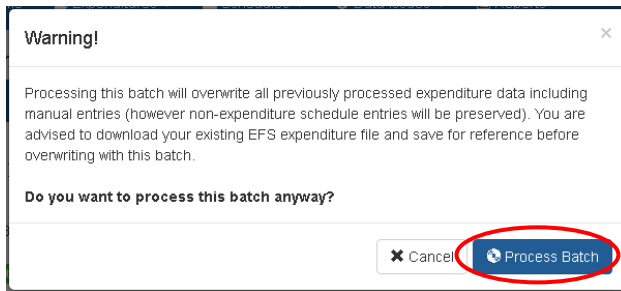 Warning!
×
Processing this batch will overwrite all previously processed expenditure data including
manual entries (however non-expenditure schedule entries will be preserved). You are
advised to download your existing EFS expenditure file and save for reference before
overwriting with this batch.
Do you want to process this batch anyway?
✖ Cancel
Process Batch